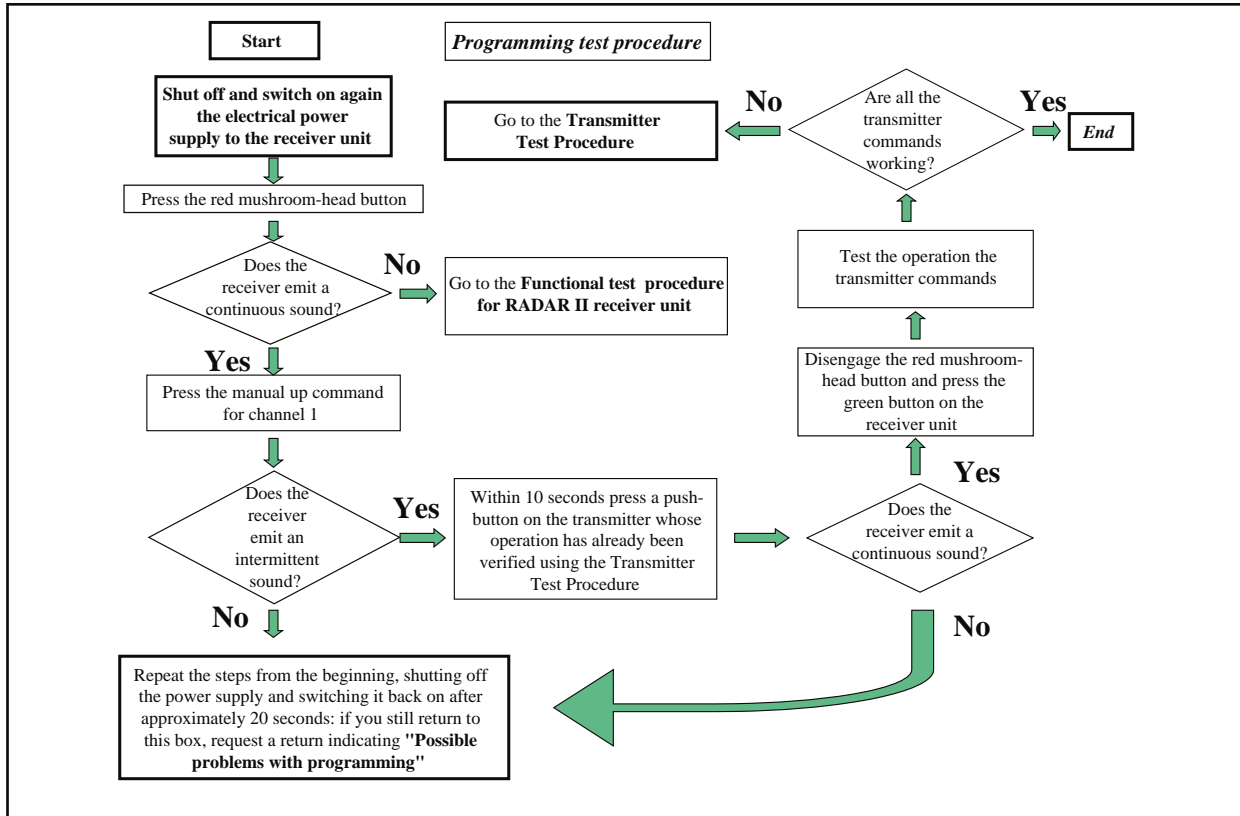 Start
Programming test procedure
Shut off and switch on again
the electrical power
supply to the receiver unit
Press the red mushroom-head button
Does the
receiver emit a
continuous sound?
No
Go to the Functional test procedure
for RADAR II receiver unit
Yes
Press the manual up command
for channel 1
Does the
receiver
emit an
intermittent
sound?
Yes
Within 10 seconds press a push-
button on the transmitter whose
operation has already been
verified using the Transmitter
Test Procedure
No
Repeat the steps from the beginning, shutting off
the power supply and switching it back on after
approximately 20 seconds: if you still return to
this box, request a return indicating "Possible
problems with programming"
Does the
receiver emit a
continuous sound?
No
Yes
Disengage the red mushroom-
head button and press the
green button on the
receiver unit
Test the operation the
transmitter commands
Are all the
transmitter
commands
working?
No
Go to the Transmitter
Test Procedure
Yes
End